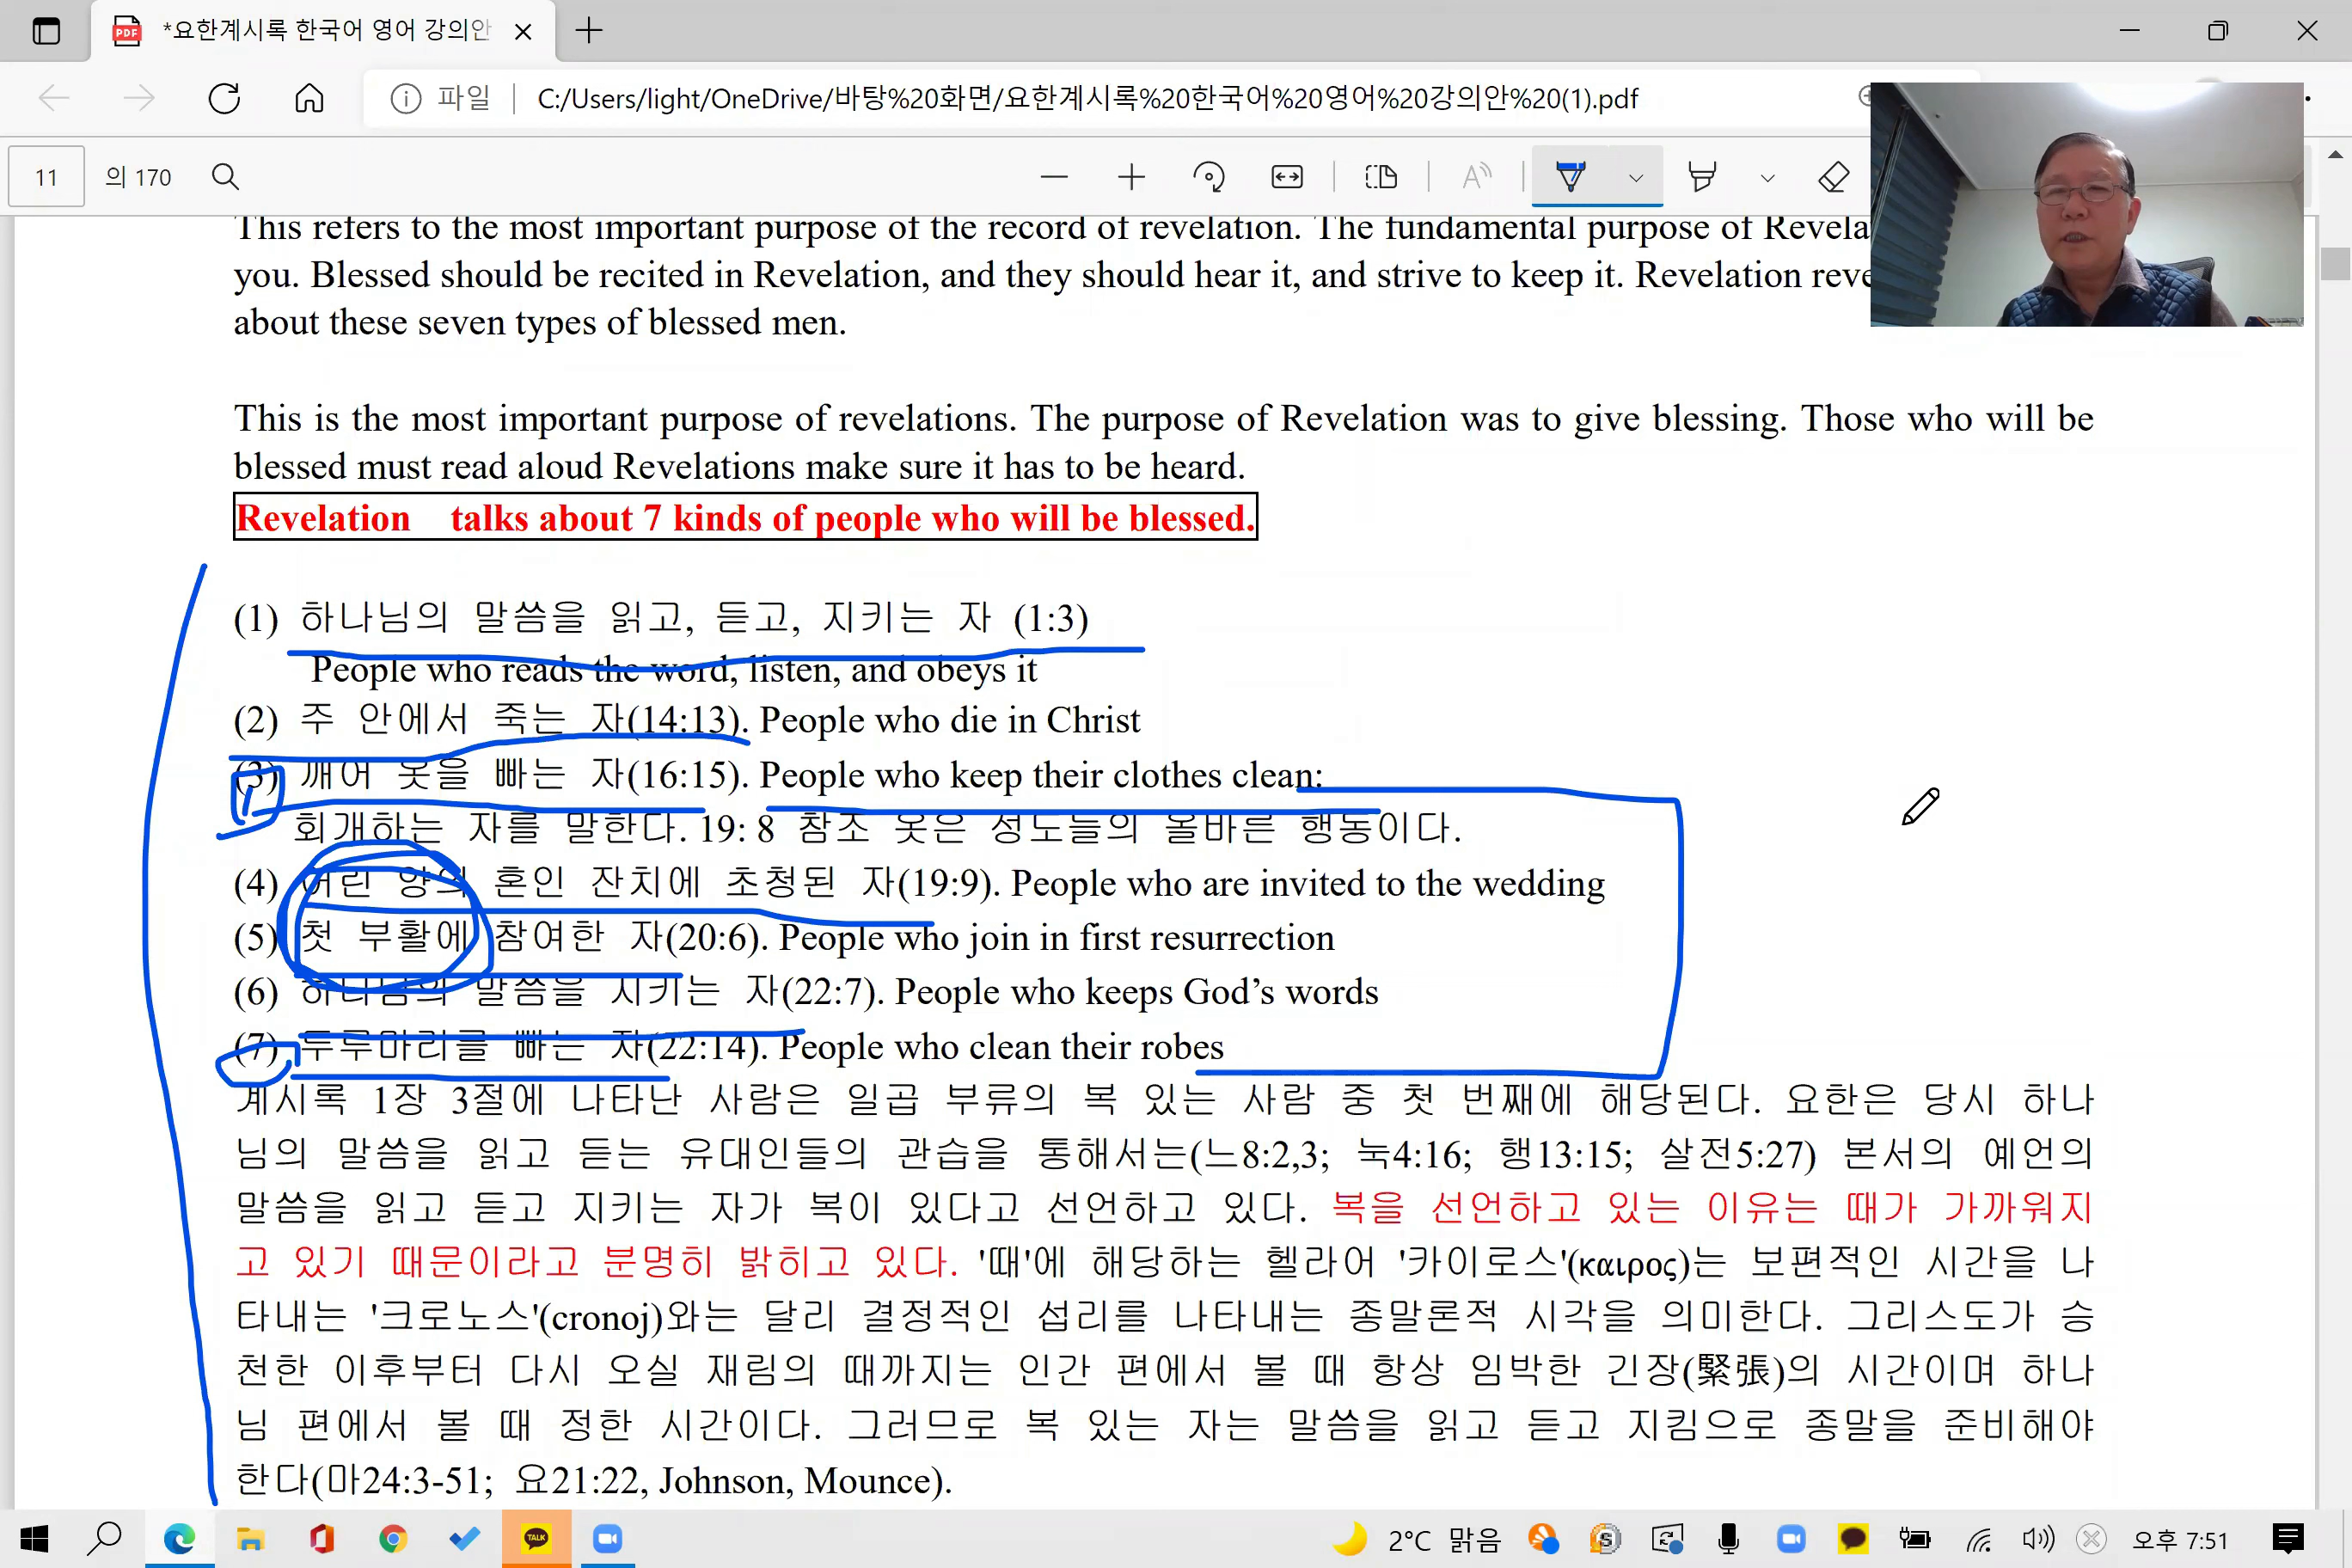 *요한계시록 한국어 영어 강의안
파일 C:/Users/light/OneDrive/바탕%20화면/요한계시록%20한국어%20영어%20강의안%20(1).pdf
11 의 170
This refers to the most important purpose of the record of revelation. The fundamental purpose of
you. Blessed should be recited in Revelation, and they should hear it, and strive to keep it. Revelation
about these seven types of blessed men.
This is the most important purpose of revelations. The purpose of Revelation was to give blessing. Those who will be
blessed must read aloud Revelations make sure it has to be heard.
Revelation talks about 7 kinds of people who will be blessed.
(1) 하나님의 말씀을 읽고, 듣고, 지키는 자 (1:3)
People who reads the word, listen, and obeys it
(2) 주 안에서 죽는 자(14:13). People who die in Christ
(3) 깨어 옷을 빠는 자(16:15). People who keep their clothes clean:
회개하는 자를 말한다. 19: 8 참조 옷은 성도들의 올바른 행동이다.
(4) 어린 양의 혼인 잔치에 초청된 자(19:9). People who are invited to the wedding
(5) 첫 부활에 참여한 자(20:6). People who join in first resurrection
(6) 하나님의 말씀을 지키는 자(22:7). People who keeps God’s words
(7) 두루마리를 빠는 자(22:14). People who clean their robes
계시록 1장 3절에 나타난 사람은 일곱 부류의 복 있는 사람 중 첫 번째에 해당된다. 요한은 당시 하나
님의 말씀을 읽고 듣는 유대인들의 관습을 통해서는(느8:2,3; 눅4:16; 행13:15; 살전5:27) 본서의 예언의
말씀을 읽고 듣고 지키는 자가 복이 있다고 선언하고 있다. 복을 선언하고 있는 이유는 때가 가까워지
고 있기 때문이라고 분명히 밝히고 있다. '때'에 해당하는 헬라어 '카이로스'(καιρος)는 보편적인 시간을 나
타내는 '크로노스'(cronoj)와는 달리 결정적인 섭리를 나타내는 종말론적 시각을 의미한다. 그리스도가 승
천한 이후부터 다시 오실 재림의 때까지는 인간 편에서 볼 때 항상 임박한 긴장(緊張)의 시간이며 하나
님 편에서 볼 때 정한 시간이다. 그러므로 복 있는 자는 말씀을 읽고 듣고 지킴으로 종말을 준비해야
한다(마24:3-51; 요21:22, Johnson, Mounce).
2°C 맑음 오후 7:51